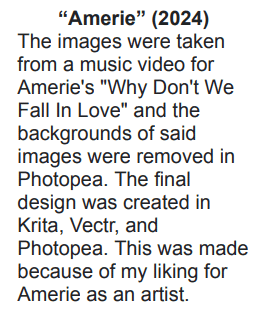 “Amerie” (2024)
The images were taken
from a music video for
Amerie's "Why Don't We
Fall In Love" and the
backgrounds of said
images were removed in
Photopea. The final
design was created in
Krita, Vectr, and
Photopea. This was made
because of my liking for
Amerie as an artist.